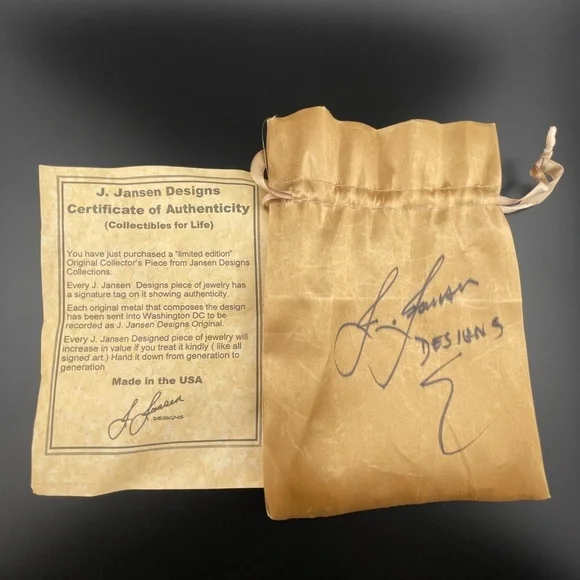 J. Jansen Designs
Certificate of Authenticity
(Collectibles for Life)
You have just purchased a "limited edition"
Original Collector's Piece from Jansen Designs
Collections.
Every J. Jansen Designs piece of jewelry
has a signature tag on it showing authenticity.
Each original metal that composes the design
has been sent into Washington DC to be
recorded as J. Jansen Designs Original.
Every J. Jansen Designed piece of jewelry will
increase in value if you treat it kindly ( like all
signed art.) Hand it down from generation to
generation
Made in the USA
J. Jansen
DESIGNS
J. Jansen
DESIGNS